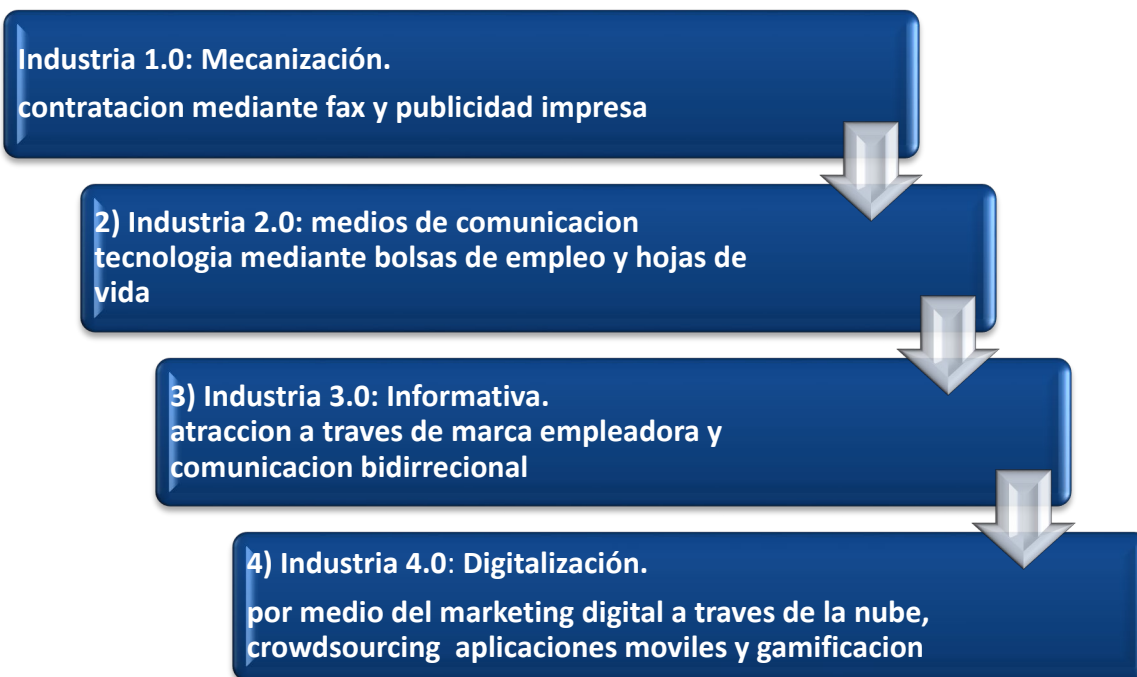 Industria 1.0: Mecanización.
contratacion mediante fax y publicidad impresa
2) Industria 2.0: medios de comunicacion
tecnologia mediante bolsas de empleo y hojas de
vida
3) Industria 3.0: Informativa.
atraccion a traves de marca empleadora y
comunicacion bidirrecional
4) Industria 4.0: Digitalización.
por medio del marketing digital a traves de la nube,
crowdsourcing  aplicaciones moviles y gamificacion